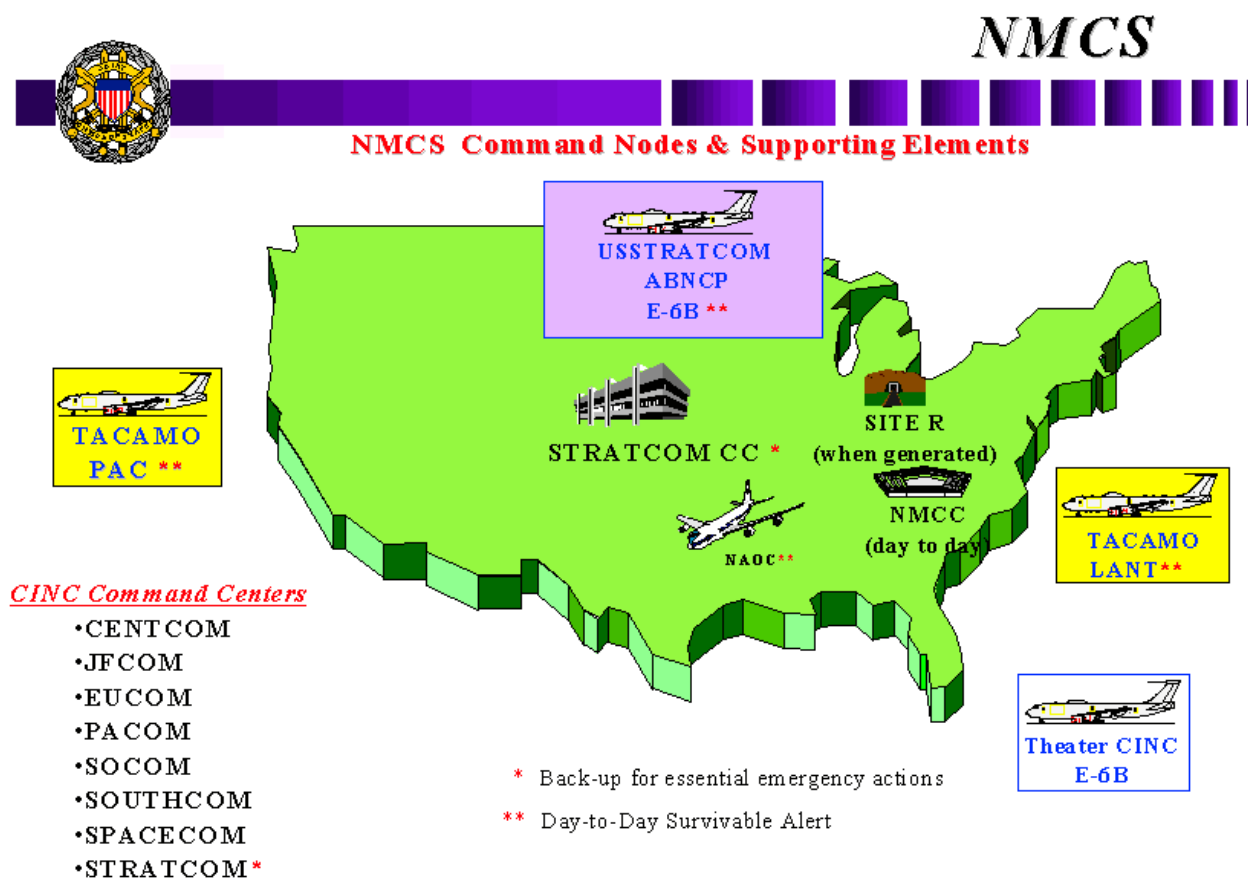 NMCS
NMCS Command Nodes & Supporting Elements
USSTRATCOM
ABNCP
E-6B **
TACAMO
PAC **
STRATCOM CC *
SITE R
(when generated)
NMCC
(day to day)
NAOC**
TACAMO
LANT**
CINC Command Centers
•CENTCOM
•JFCOM
•EUCOM
•PACOM
•SOCOM
•SOUTHCOM
•SPACECOM
•STRATCOM*
Theater CINC
E-6B
* Back-up for essential emergency actions
** Day-to-Day Survivable Alert